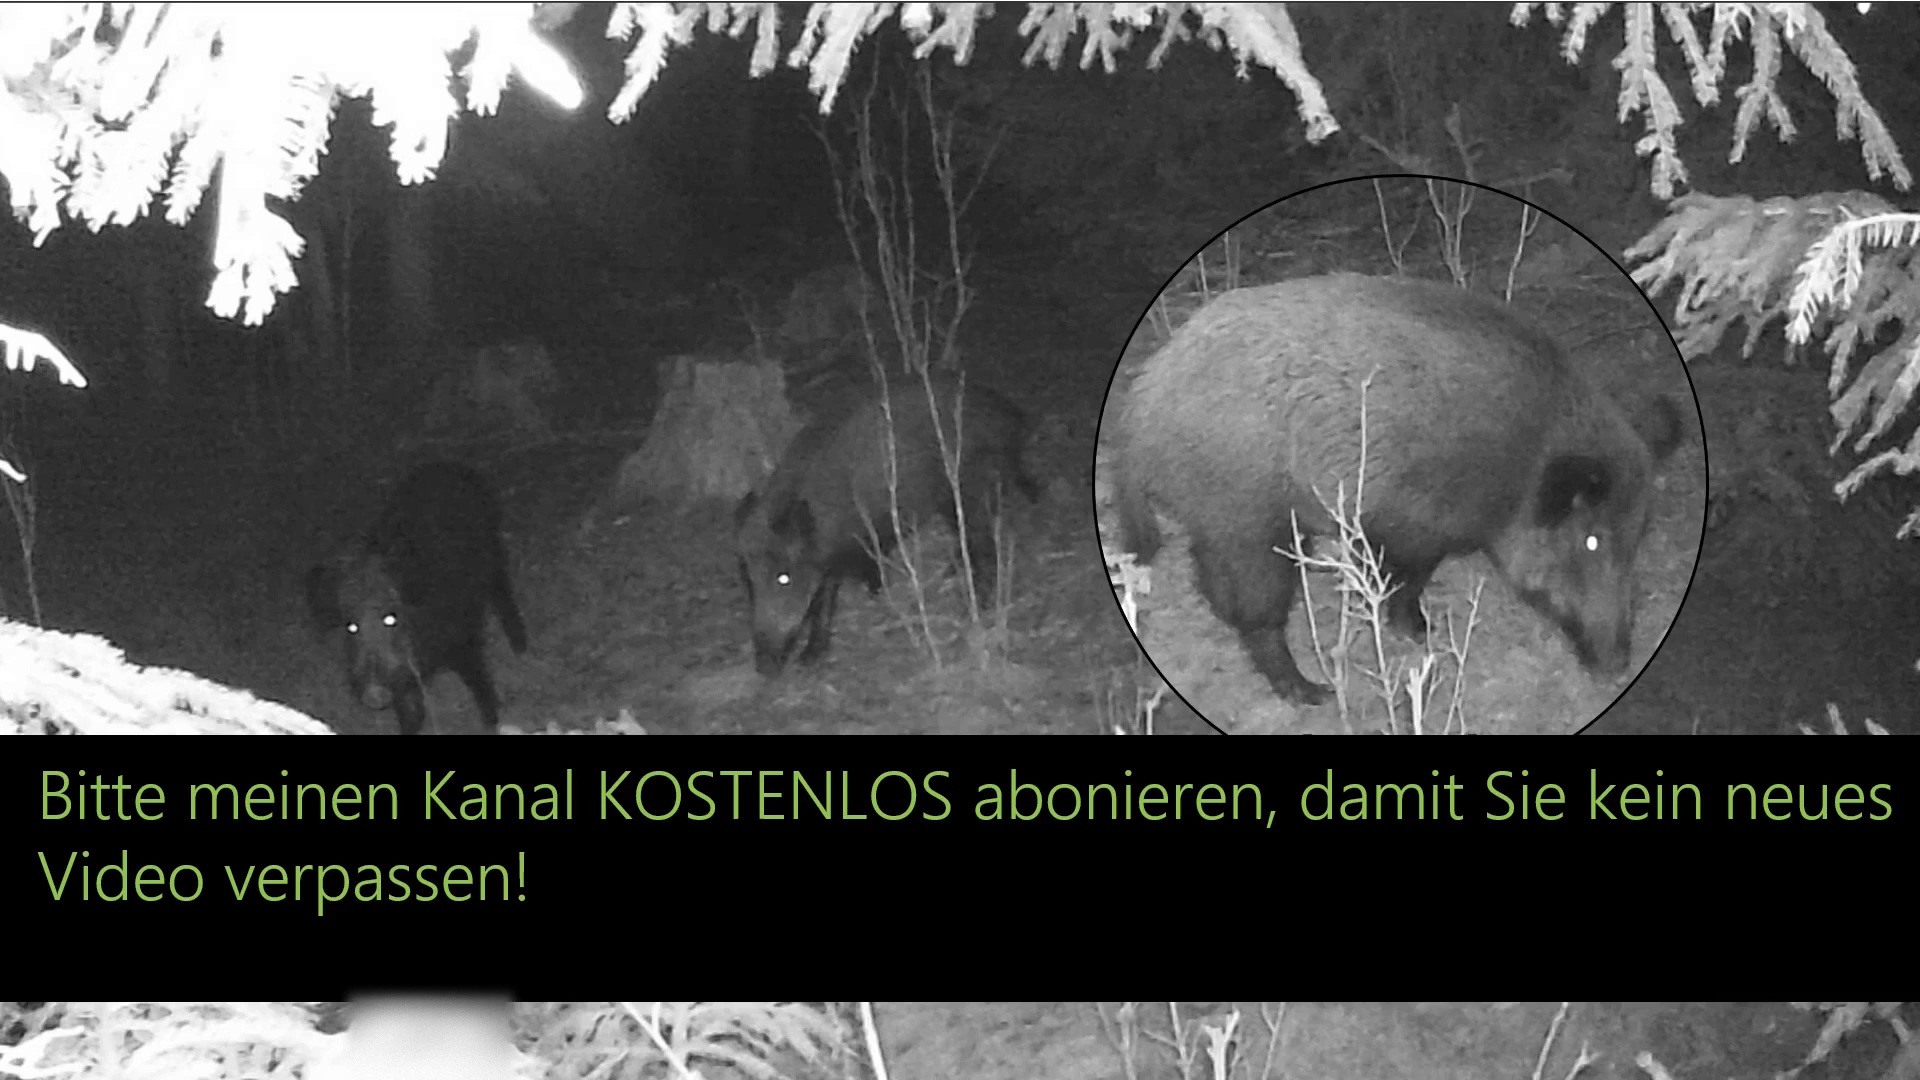 Bitte meinen Kanal KOSTENLOS abonieren, damit Sie kein neues
Video verpassen!